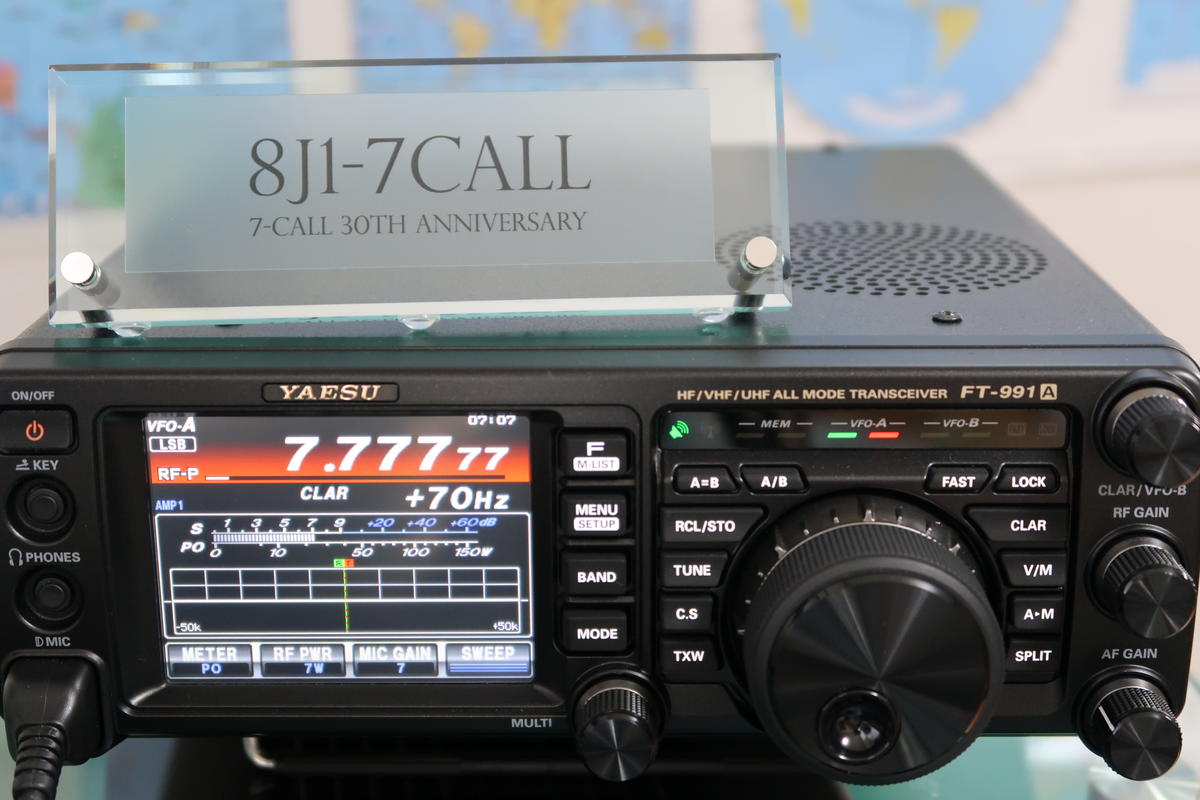 8J1-7CALL
7-CALL 30TH ANNIVERSARY
YAESU
HF/VHF/UHF ALL MODE TRANSCEIVER FT-991A
ON/OFF
KEY
PHONES
MIC
VFO-A
07:07
LSB
7.77777
RF-P
CLAR +70Hz
AMP1
S 1 3 5 7 9 +20 +40 +60dB
PO 0 10 50 100 150W
R T
-50k +50k
METER
PO
RF PWR
7W
MIC GAIN
7
SWEEP
F
M-LIST
MENU
SETUP
BAND
MODE
MULTI
MEM VFO-A VFO-B
A=B A/B FAST LOCK
RCL/STO CLAR
TUNE V/M
C.S A▸M
TXW SPLIT
CLAR/VFO-B
RF GAIN
AF GAIN